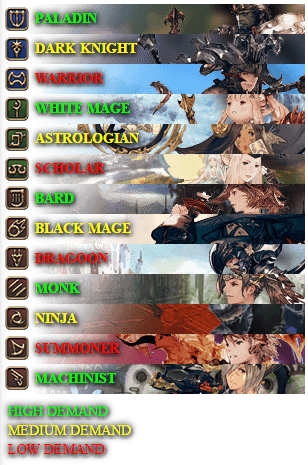 PALADIN
DARK KNIGHT
WARRIOR
WHITE MAGE
ASTROLOGIAN
SCHOLAR
BARD
BLACK MAGE
DRAGOON
MONK
NINJA
SUMMONER
MACHINIST
HIGH DEMAND
MEDIUM DEMAND
LOW DEMAND